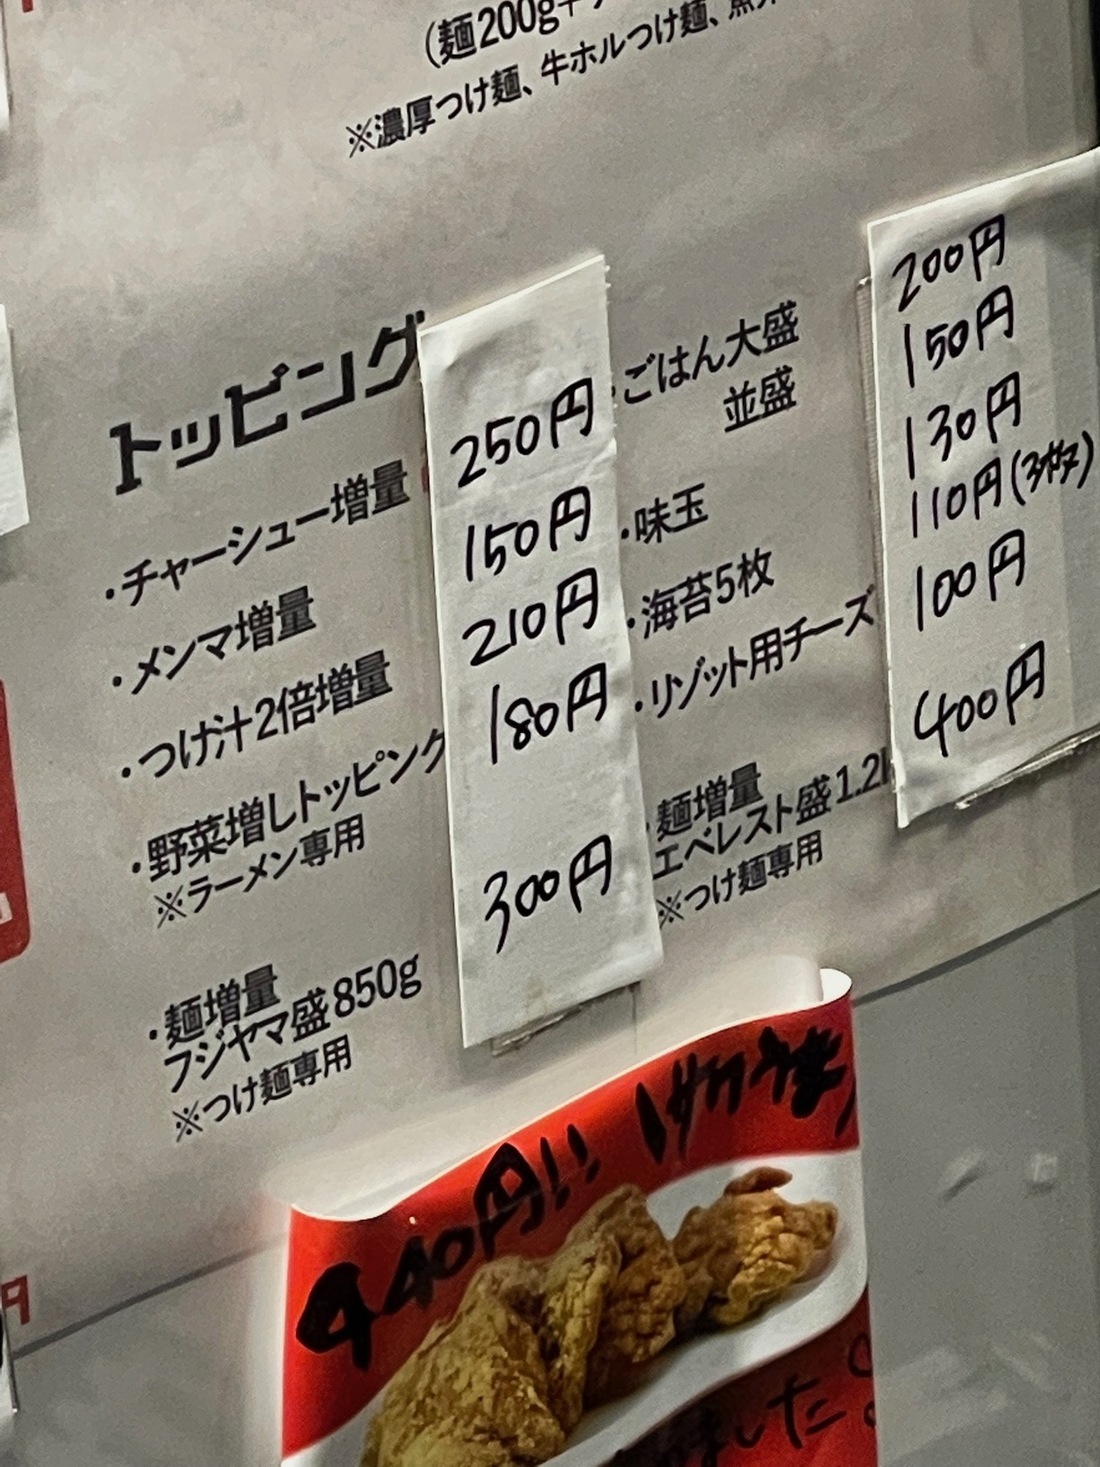 (麺200g+
※濃厚つけ麺、牛ホルつけ麺、魚介
トッピング
・チャーシュー増量 250円
・メンマ増量 150円
・つけ汁2倍増量 210円
・野菜増しトッピング 180円
※ラーメン専用
・麺増量
フジヤマ盛850g 300円
※つけ麺専用
・ごはん大盛 200円
並盛 150円
・味玉 130円
・海苔5枚 110円(3枚)
・リゾット用チーズ 100円
・麺増量
エベレスト盛1.2k 400円
※つけ麺専用
440円!!
ました